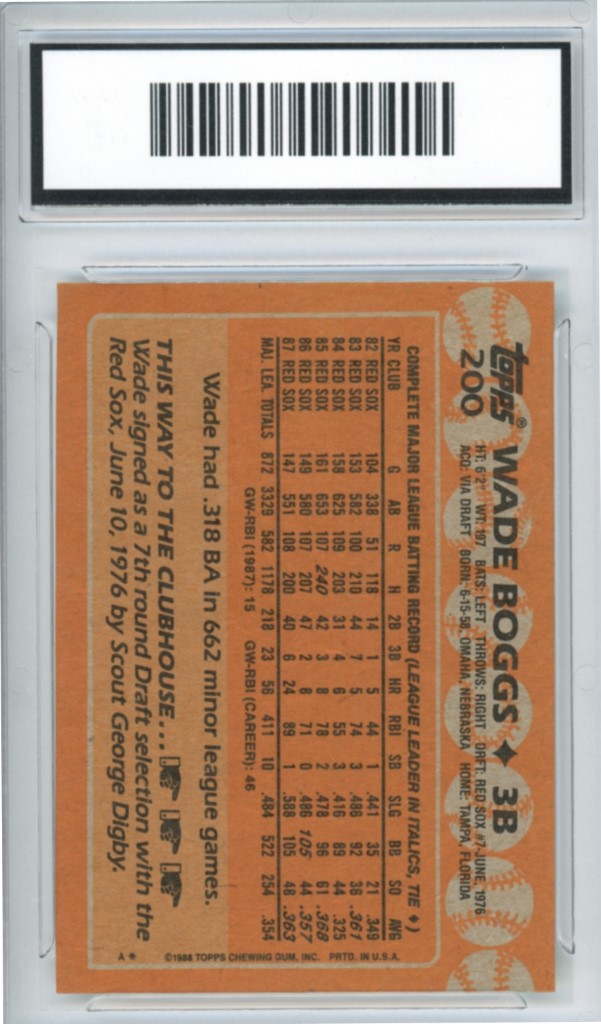 topps® WADE BOGGS ♦ 3B
200
HT: 6'2" WT: 197 BATS: LEFT THROWS: RIGHT DRFT: RED SOX #7-JUNE, 1976
ACQ: VIA DRAFT BORN: 6-15-58, OMAHA, NEBRASKA HOME: TAMPA, FLORIDA
COMPLETE MAJOR LEAGUE BATTING RECORD (LEAGUE LEADER IN ITALICS, TIE ♦)
YR CLUB G AB R H 2B 3B HR RBI SB SLG BB SO AVG
82 RED SOX 104 338 51 118 14 1 5 44 1 .441 35 21 .349
83 RED SOX 153 582 100 210 44 7 5 74 3 .486 92 36 .361
84 RED SOX 158 625 109 203 31 4 6 55 3 .416 89 44 .325
85 RED SOX 161 653 107 240 42 3 8 78 2 .478 96 61 .368
86 RED SOX 149 580 107 207 47 2 8 71 0 .486 105 44 .357
87 RED SOX 147 551 108 200 40 6 24 89 1 .588 105 48 .363
MAJ. LEA. TOTALS 872 3329 582 1178 218 23 56 411 10 .484 522 254 .354
GW-RBI (1987): 15 GW-RBI (CAREER): 46
Wade had .318 BA in 662 minor league games.
THIS WAY TO THE CLUBHOUSE...
Wade signed as a 7th round Draft selection with the
Red Sox, June 10, 1976 by Scout George Digby.
©1988 TOPPS CHEWING GUM, INC. PRTD. IN U.S.A.
A *